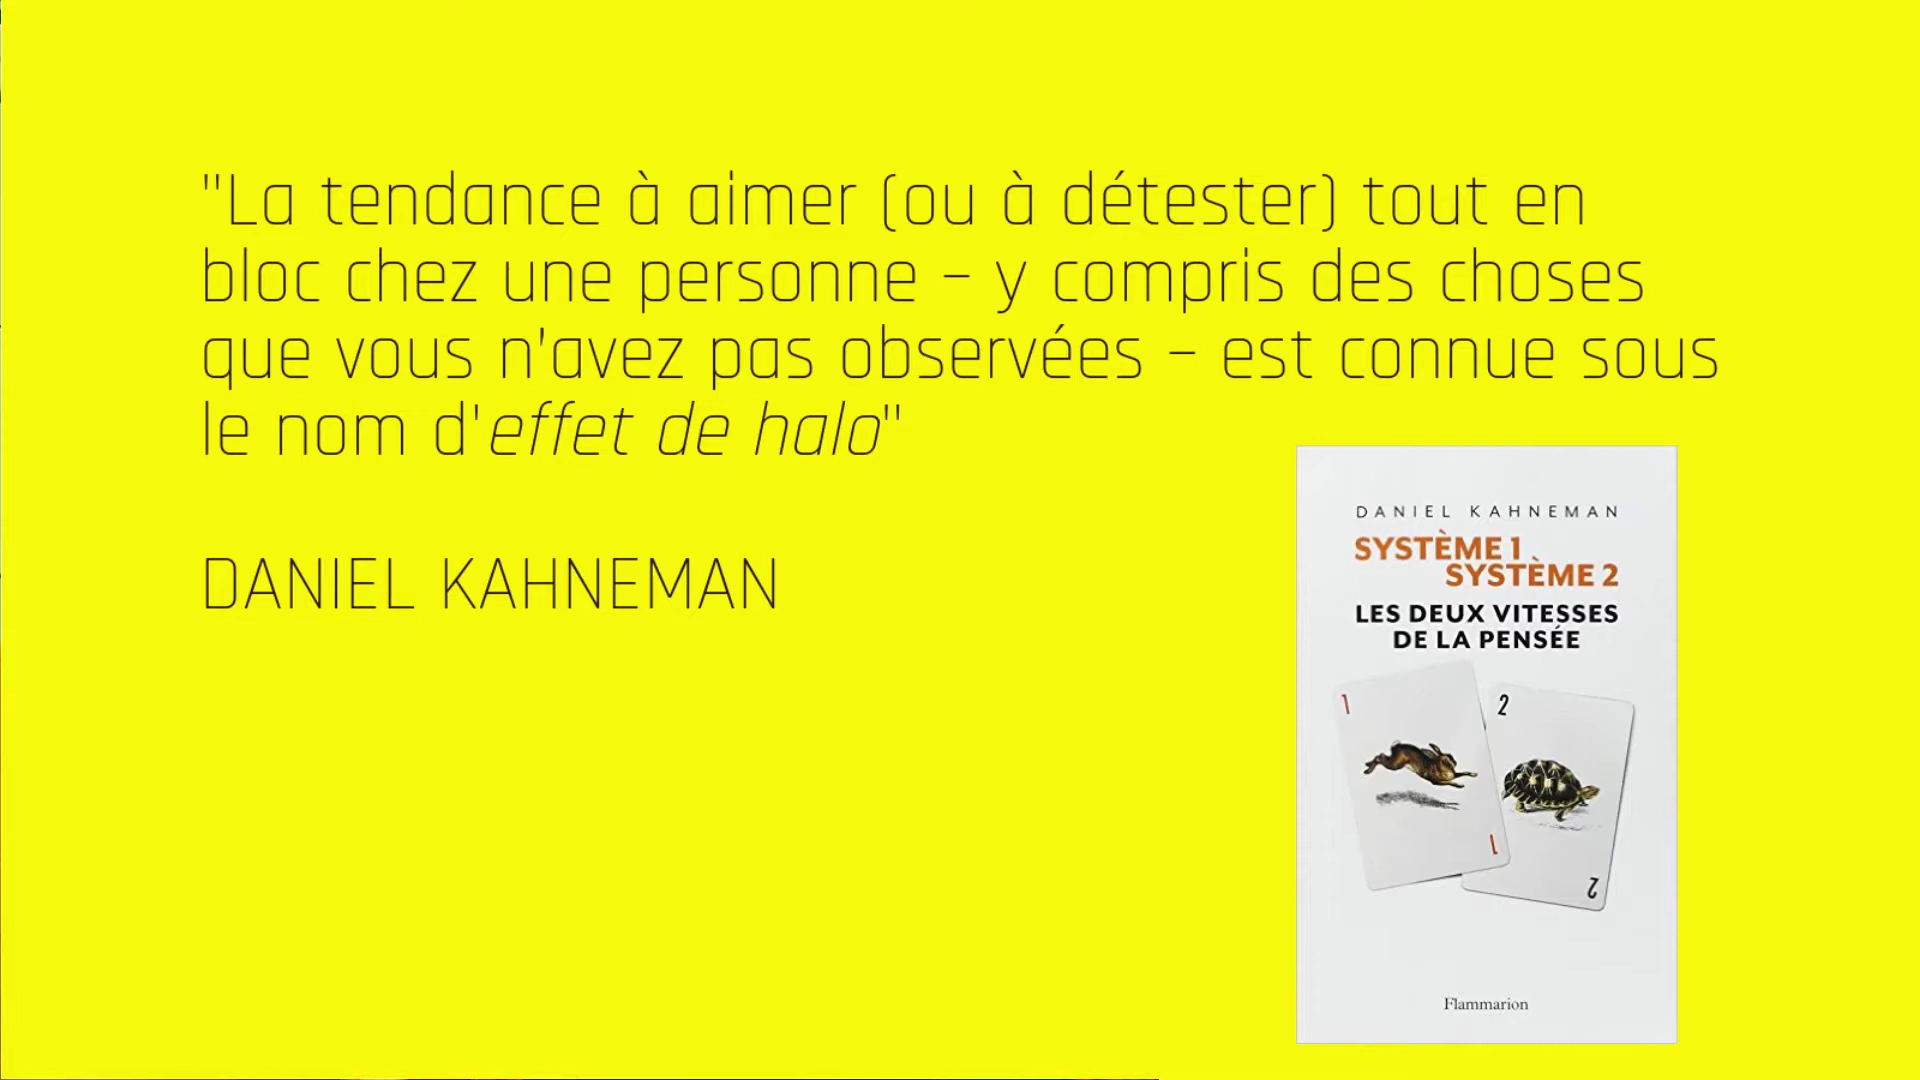 "La tendance à aimer (ou à détester) tout en
bloc chez une personne – y compris des choses
que vous n'avez pas observées – est connue sous
le nom d'effet de halo"
DANIEL KAHNEMAN
DANIEL KAHNEMAN
SYSTÈME 1
SYSTÈME 2
LES DEUX VITESSES
DE LA PENSÉE
1
2
1
2
Flammarion